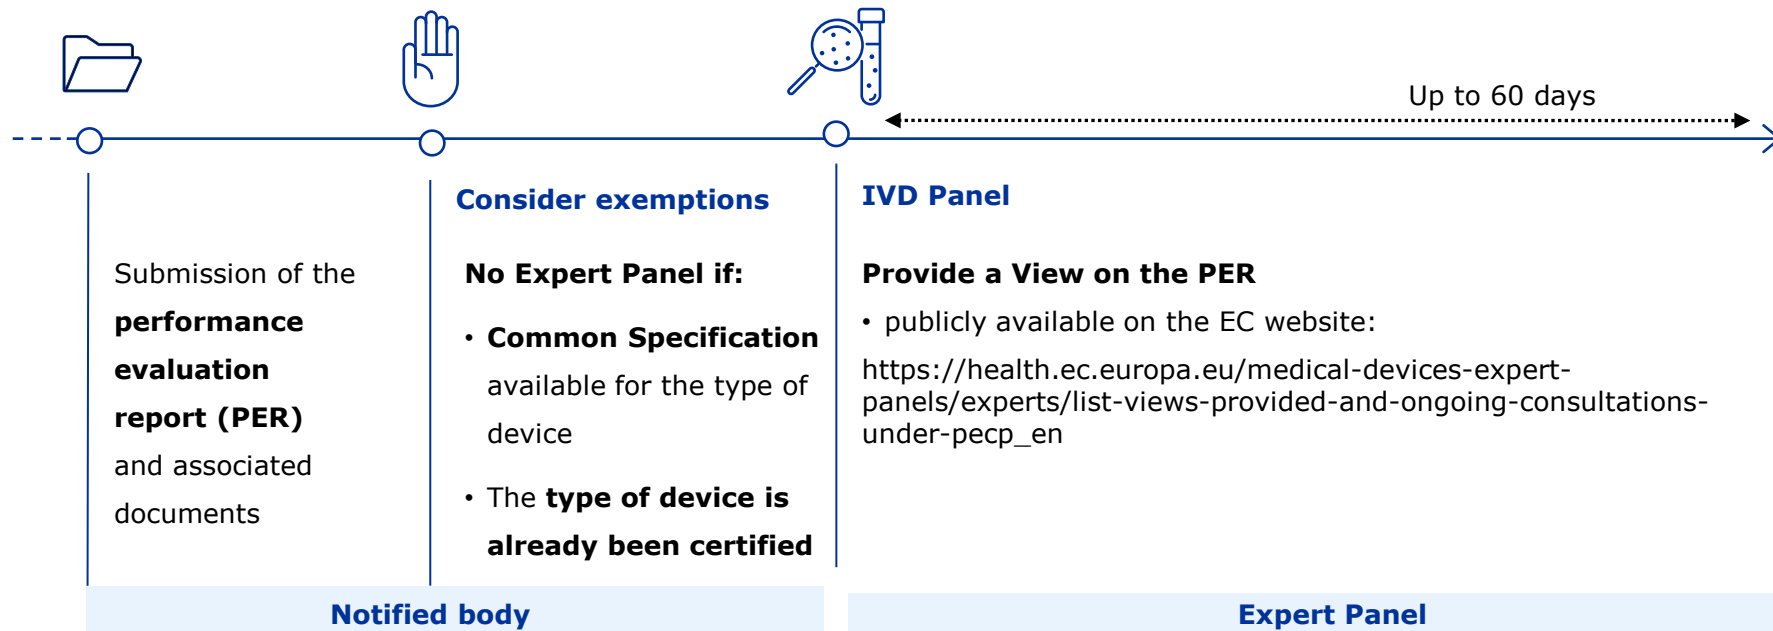 Up to 60 days
Submission of the
performance
evaluation
report (PER)
and associated
documents
Consider exemptions
No Expert Panel if:
• Common Specification
available for the type of
device
• The type of device is
already been certified
IVD Panel
Provide a View on the PER
• publicly available on the EC website:
https://health.ec.europa.eu/medical-devices-expert-
panels/experts/list-views-provided-and-ongoing-consultations-
under-pecp_en
Notified body
Expert Panel